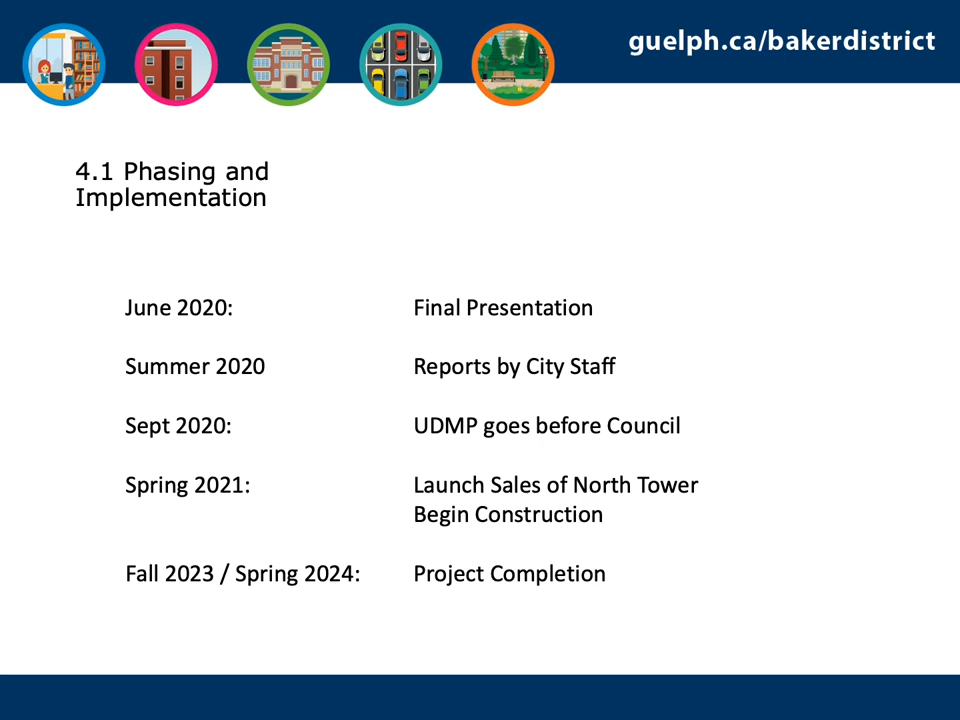 guelph.ca/bakerdistrict
4.1 Phasing and
Implementation
June 2020: Final Presentation
Summer 2020 Reports by City Staff
Sept 2020: UDMP goes before Council
Spring 2021: Launch Sales of North Tower
Begin Construction
Fall 2023 / Spring 2024: Project Completion